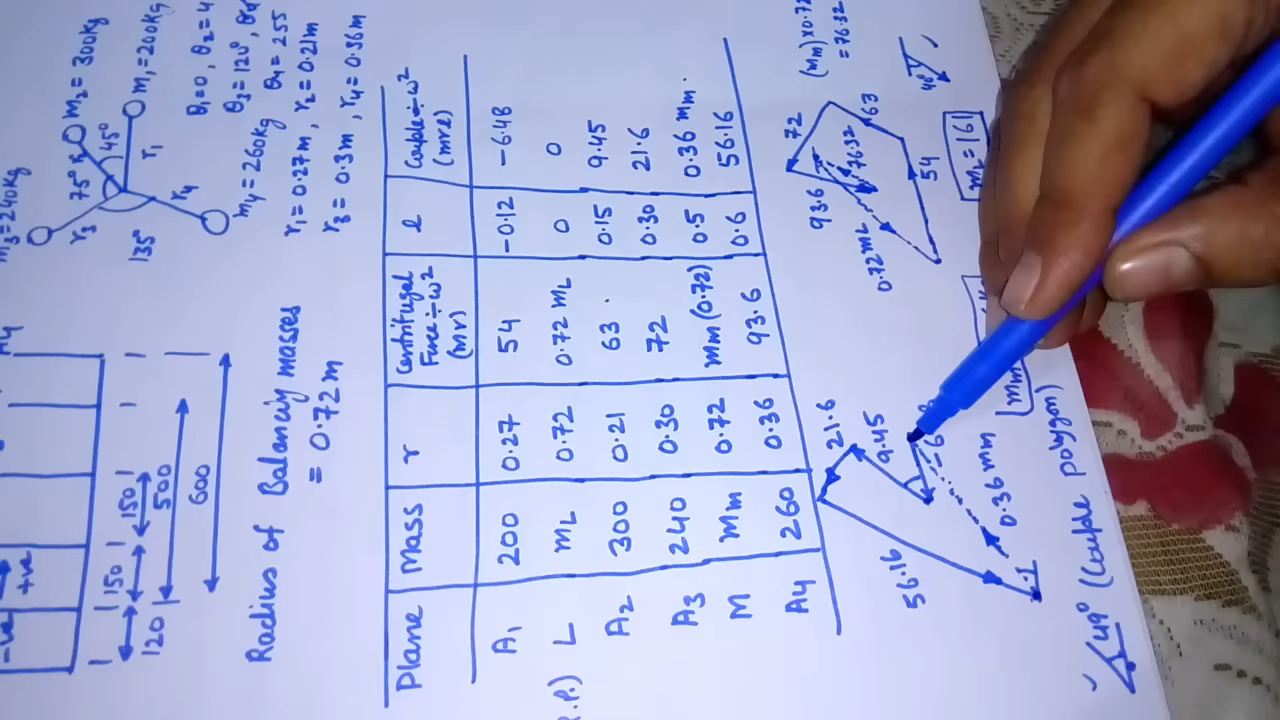 m3=240kg
m2 = 300kg
m1=200kg
75°
45°
135°
r3
r1
r4
θ1=0, θ2=4
θ3=120°, θ4
m4=260kg θ4=255
r1=0.27m, r2=0.21m
r3=0.3m, r4=0.36m
A4
-ve
+ve
120
150
150
500
600
Radius of Balancing masses
= 0.72m
Plane Mass r Centrifugal Force÷ω² (mr) l Couple÷ω² (mrl)
A1 200 0.27 54 -0.12 -6.48
(R.P.) L mL 0.72 0.72 mL 0 0
A2 300 0.21 63 0.15 9.45
A3 240 0.30 72 0.30 21.6
M Mm 0.72 Mm(0.72) 0.5 0.36 Mm
A4 260 0.36 93.6 0.6 56.16
56.16
21.6
9.45
0.36 Mm
49° (Couple polygon)
(Mm)×0.72
=76.32
93.6
72
76.32
63
54
0.72mL
mL = 161